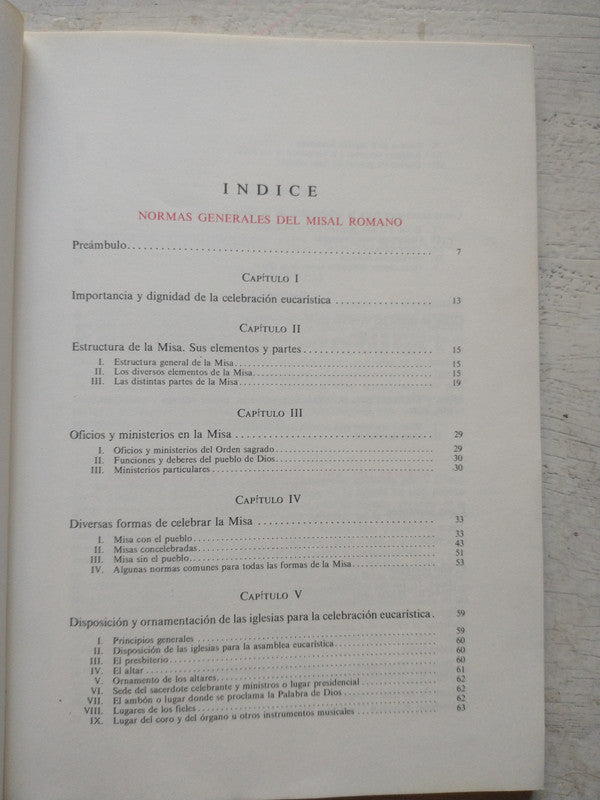 INDICE
NORMAS GENERALES DEL MISAL ROMANO
Preámbulo. 7
CAPÍTULO I
Importancia y dignidad de la celebración eucarística 13
CAPÍTULO II
Estructura de la Misa. Sus elementos y partes 15
I. Estructura general de la Misa 15
II. Los diversos elementos de la Misa. 15
III. Las distintas partes de la Misa 19
CAPÍTULO III
Oficios y ministerios en la Misa 29
I. Oficios y ministerios del Orden sagrado 29
II. Funciones y deberes del pueblo de Dios 30
III. Ministerios particulares 30
CAPÍTULO IV
Diversas formas de celebrar la Misa 33
I. Misa con el pueblo 33
II. Misas concelebradas 43
III. Misa sin el pueblo 51
IV. Algunas normas comunes para todas las formas de la Misa 53
CAPÍTULO V
Disposición y ornamentación de las iglesias para la celebración eucarística. 59
I. Principios generales 59
II. Disposición de las iglesias para la asamblea eucarística 60
III. El presbiterio 60
IV. El altar 60
V. Ornamento de los altares 61
VI. Sede del sacerdote celebrante y ministros o lugar presidencial 62
VII. El ambón o lugar donde se proclama la Palabra de Dios 62
VIII. Lugares de los fieles 62
IX. Lugar del coro y del órgano u otros instrumentos musicales 63